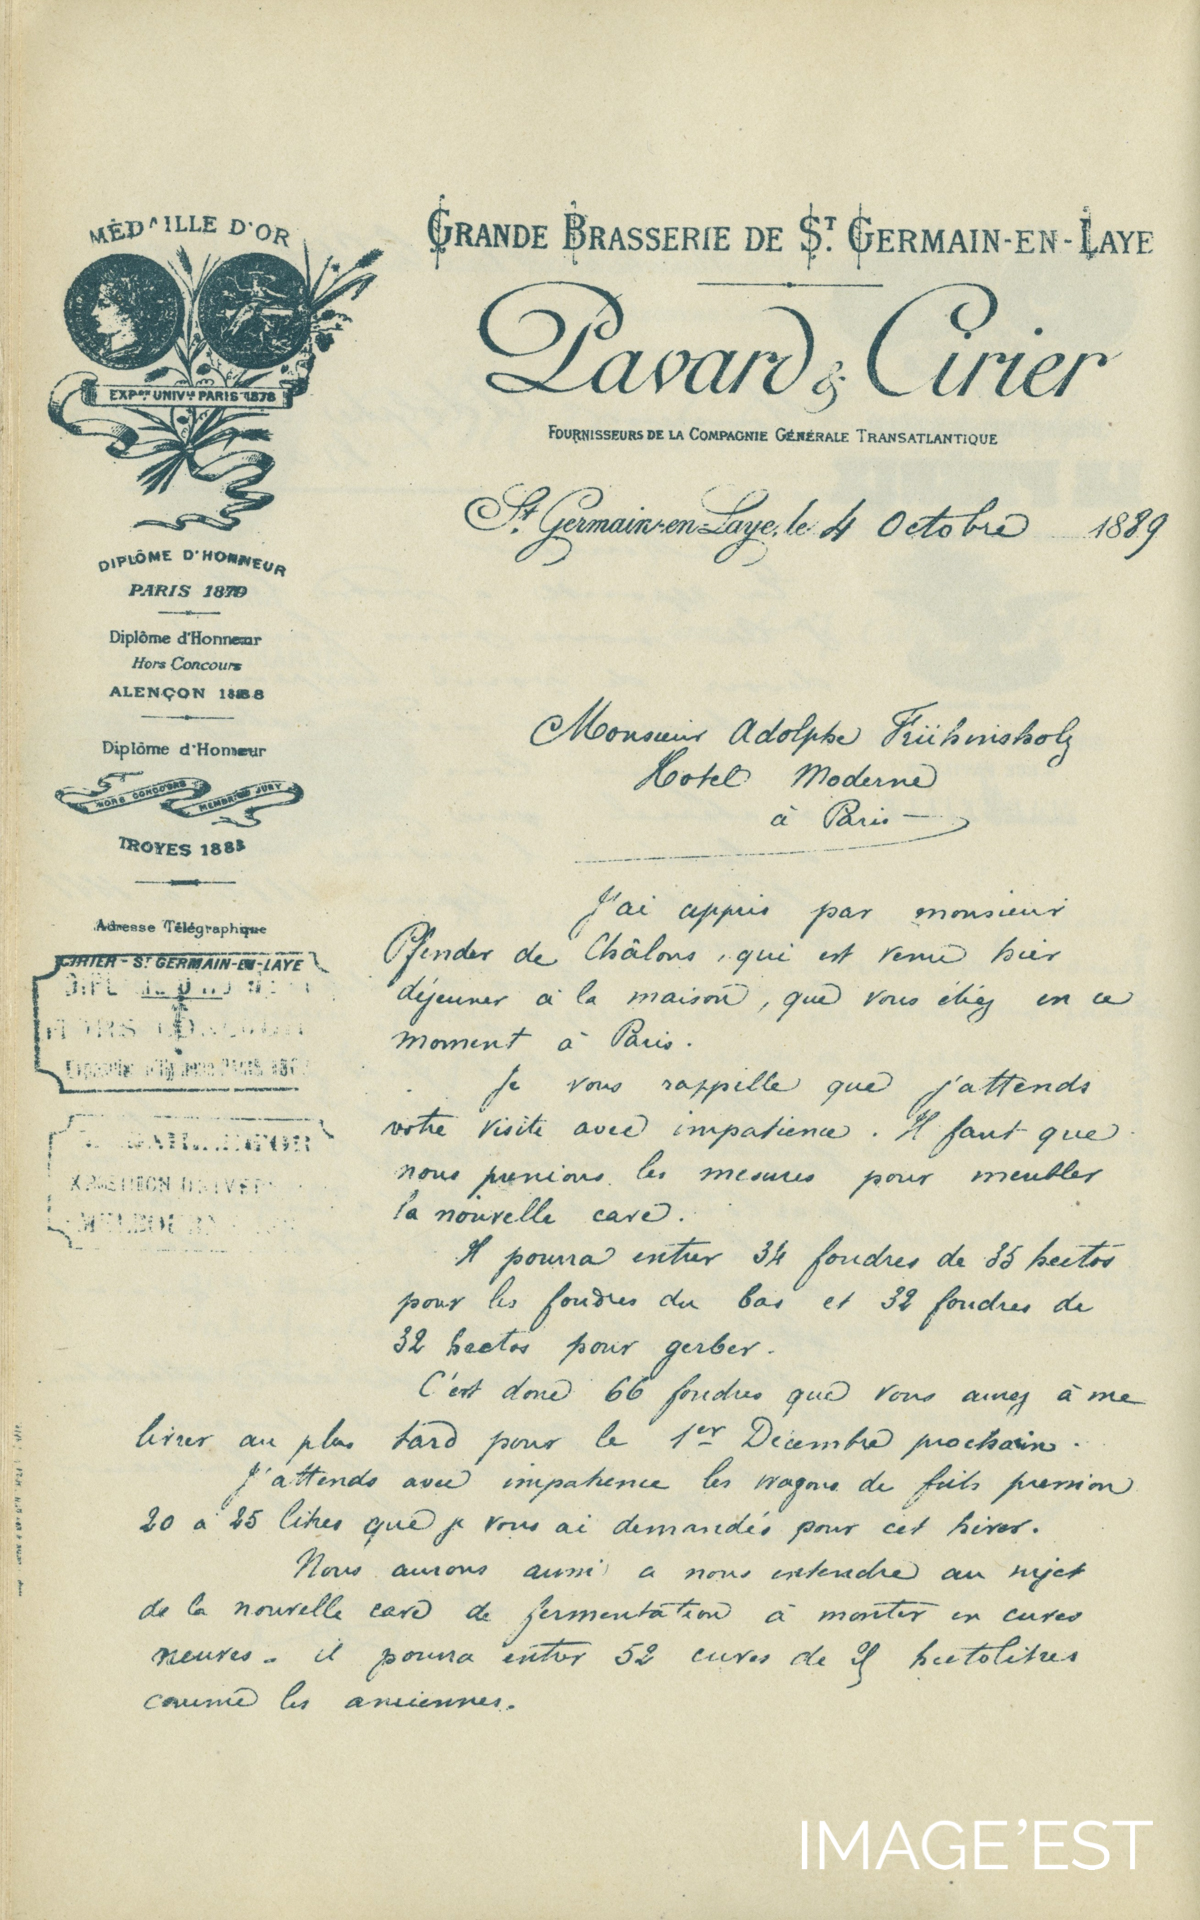 MÉDAILLE D'OR
EXPon UNIVlle PARIS 1878
DIPLÔME D'HONNEUR
PARIS 1879
Diplôme d'Honneur
Hors Concours
ALENÇON 1888
Diplôme d'Honneur
HORS CONCOURS MEMBRE DU JURY
TROYES 1888
Adresse Télégraphique
CIRIER - St GERMAIN-EN-LAYE
GRANDE BRASSERIE DE ST. GERMAIN-EN-LAYE
Pavard & Cirier
FOURNISSEURS DE LA COMPAGNIE GÉNÉRALE TRANSATLANTIQUE
St. Germain-en-Laye, le 4 Octobre 1889
Monsieur Adolphe Frühinsholz
Hotel Moderne
à Paris
J'ai appris par monsieur
Pfender de Châlons, qui est venu hier
déjeuner à la maison, que vous étiez en ce
moment à Paris.
Je vous rappelle que j'attends
votre visite avec impatience. Il faut que
nous prenions les mesures pour meubler
la nouvelle cave.
Il pourra entrer 34 foudres de 35 hectos
pour les foudres du bas et 32 foudres de
32 hectos pour gerber.
C'est donc 66 foudres que vous aurez à me
livrer au plus tard pour le 1er Décembre prochain.
J'attends avec impatience les wagons de futs pression
20 à 25 litres que je vous ai demandés pour cet hiver.
Nous aurons aussi a nous entendre au sujet
de la nouvelle cave de fermentation à monter en cuves
neuves. il pourra entrer 52 cuves de hectolitres
comme les anciennes.
IMAGE'EST